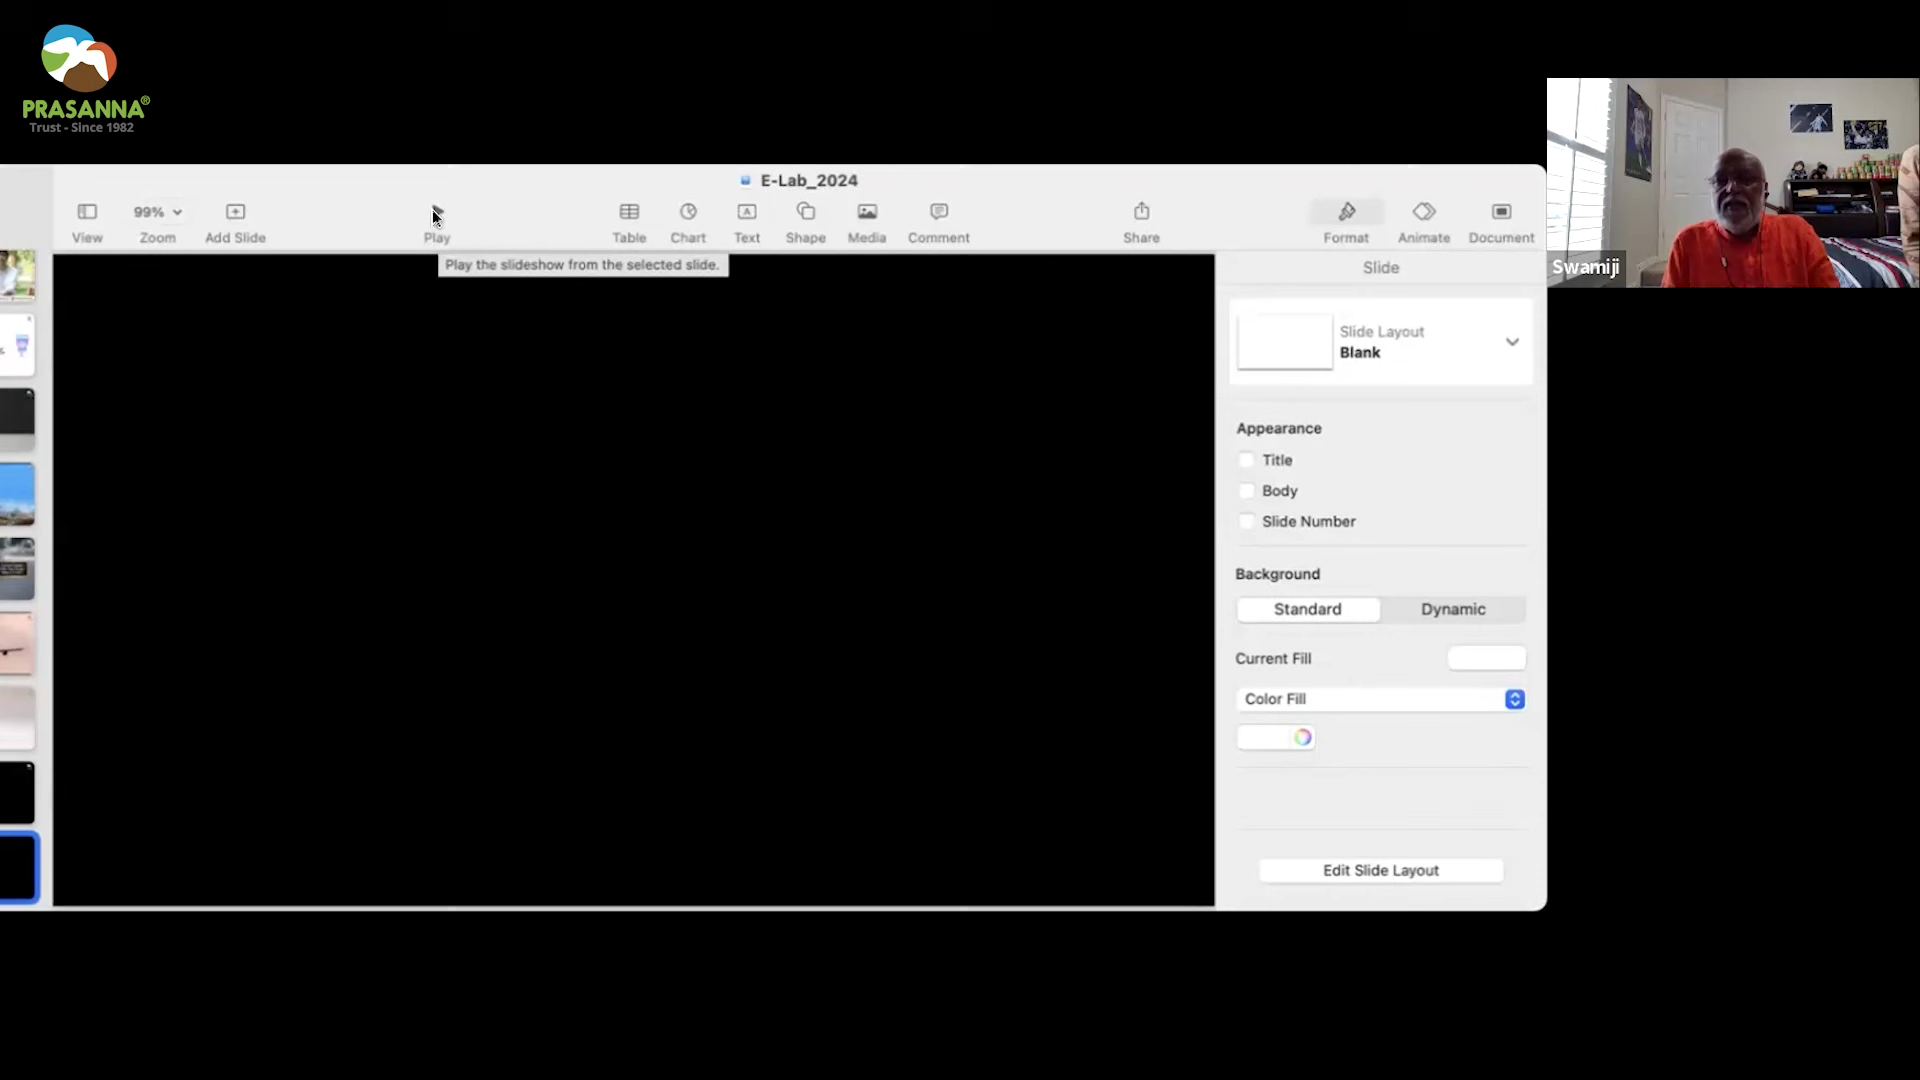 PRASANNA®
Trust - Since 1982
E-Lab_2024
99%
View
Zoom
Add Slide
Play
Table
Chart
Text
Shape
Media
Comment
Share
Format
Animate
Document
Play the slideshow from the selected slide.
Swamiji
Slide
Slide Layout
Blank
Appearance
Title
Body
Slide Number
Background
Standard
Dynamic
Current Fill
Color Fill
Edit Slide Layout